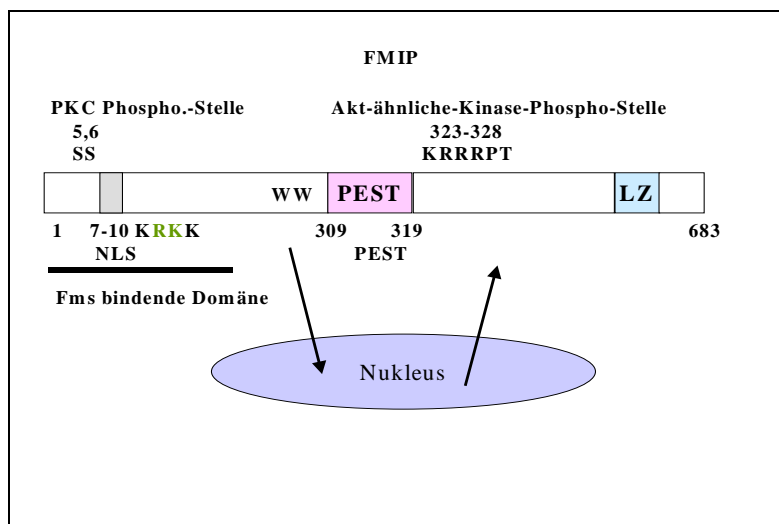 FMIP
PKC Phospho.-Stelle Akt-ähnliche-Kinase-Phospho-Stelle
5,6 323-328
SS KRRRPT
WW PEST LZ
1 7-10 KRKK 309 319 683
NLS PEST
Fms bindende Domäne
Nukleus